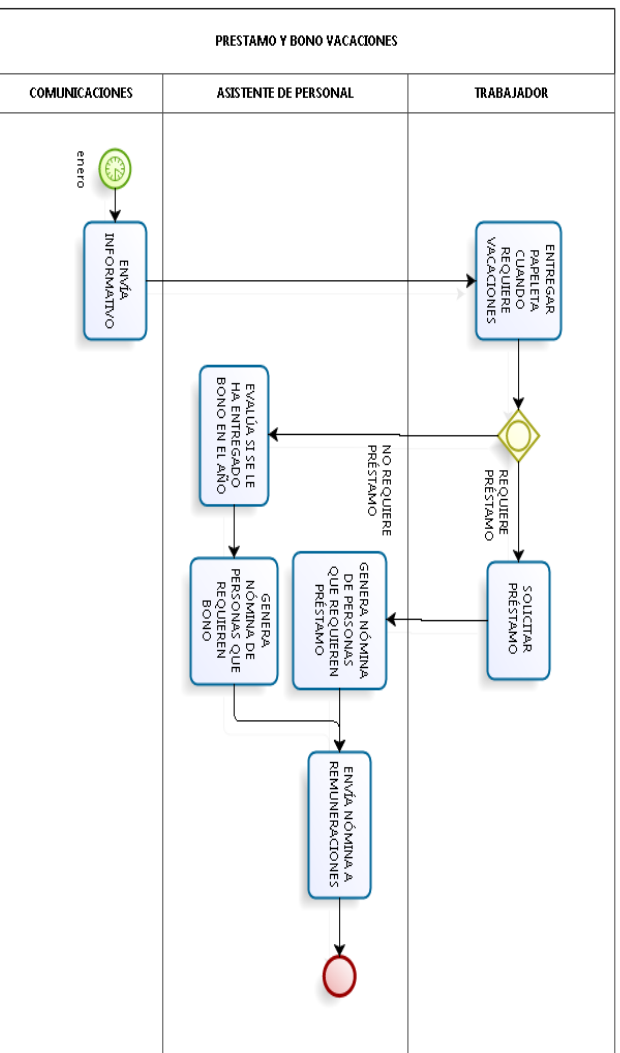 PRESTAMO Y BONO VACACIONES
COMUNICACIONES
ASISTENTE DE PERSONAL
TRABAJADOR
enero
ENVÍA
INFORMATIVO
ENTREGAR
PAPELETA
CUANDO
REQUIERE
VACACIONES
REQUIERE
PRÉSTAMO
NO REQUIERE
PRÉSTAMO
EVALÚA SI SE LE
HA ENTREGADO
BONO EN EL AÑO
SOLICITAR
PRÉSTAMO
GENERA NÓMINA
DE PERSONAS
QUE REQUIEREN
PRÉSTAMO
GENERA
NÓMINA DE
PERSONAS QUE
REQUIEREN
BONO
ENVÍA NÓMINA A
REMUNERACIONES